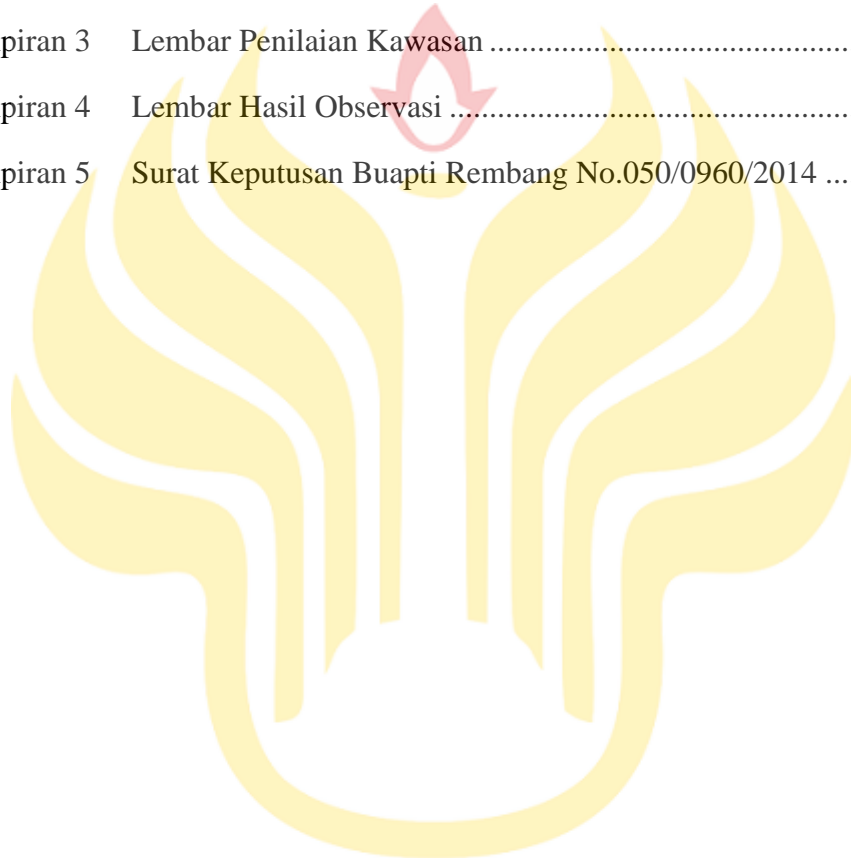 piran 3 Lembar Penilaian Kawasan ............................................
piran 4 Lembar Hasil Observasi .................................................
piran 5 Surat Keputusan Buapti Rembang No.050/0960/2014 ...